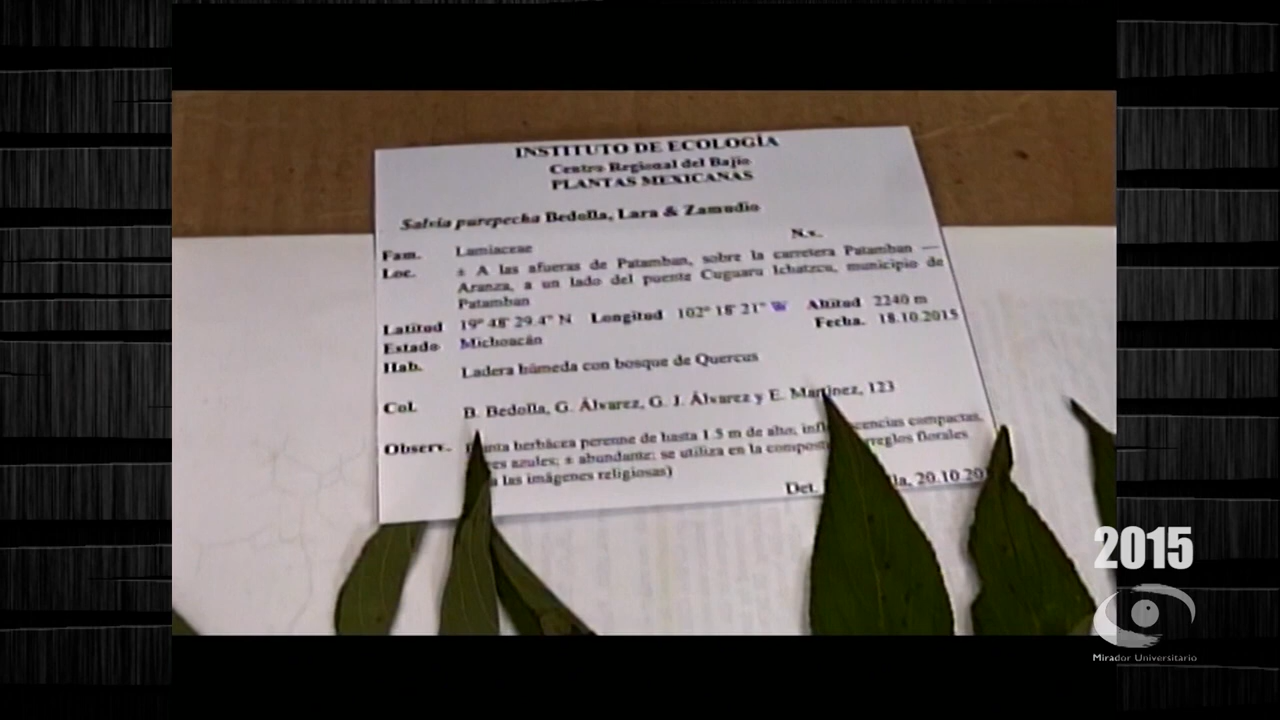 INSTITUTO DE ECOLOGÍA
Centro Regional del Bajío
PLANTAS MEXICANAS
Salvia purepecha Bedolla, Lara & Zamudio
N.v.
Fam. Lamiaceae
Loc. ± A las afueras de Patamban, sobre la carretera Patamban —
Aranza, a un lado del puente Cuguaru Ichatzcu, municipio de
Patamban
Latitud 19° 48' 29.4" N Longitud 102° 18' 21" W Altitud 2240 m
Estado Michoacán Fecha. 18.10.2015
Hab. Ladera húmeda con bosque de Quercus
Col. B. Bedolla, G. Álvarez, G. J. Álvarez y E. Martínez, 123
Observ. herbácea perenne de hasta 1.5 m de alto; compactas,
azules; ± abundante; se utiliza en la florales
a las imágenes religiosas)
Det. 20.10
2015
Mirador Universitario